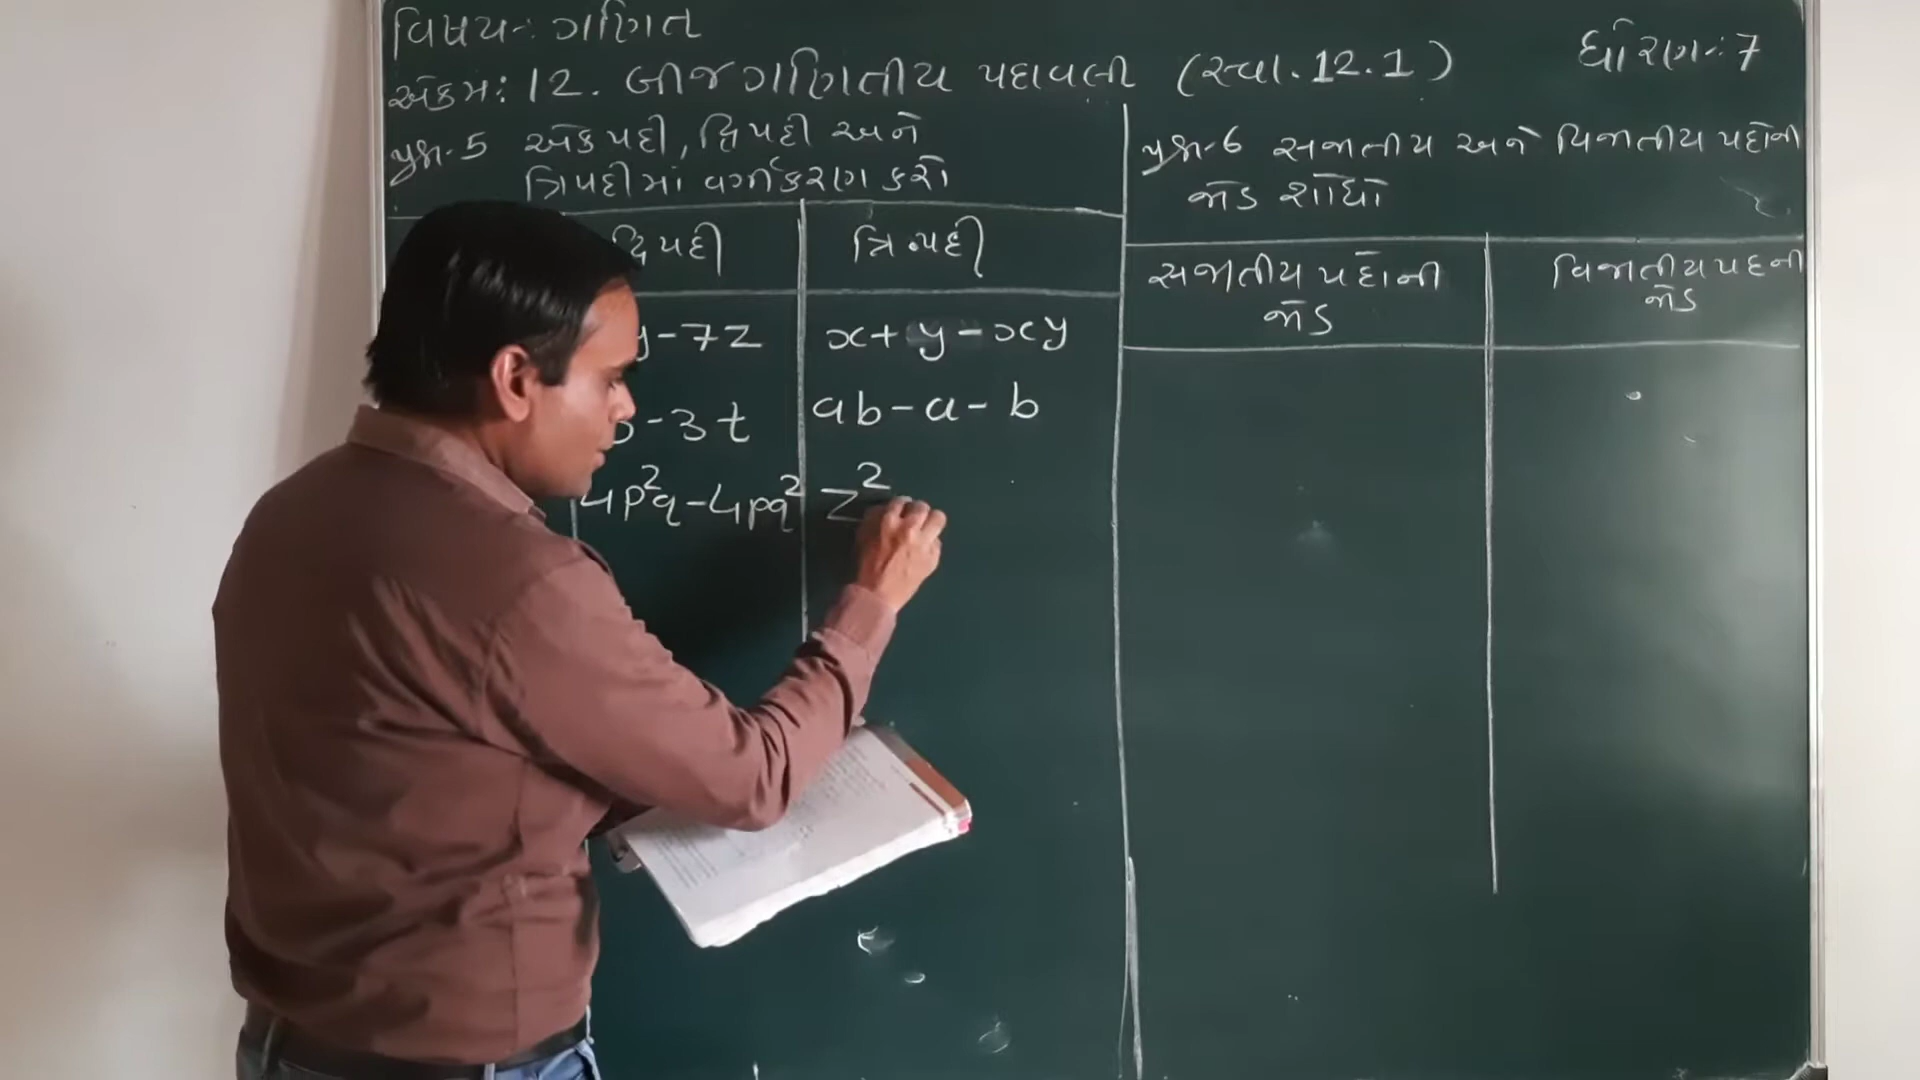 વિષય:- ગણિત
ધોરણ:- 7
એકમ: 12. બીજગણિતીય પદાવલી (સ્વા. 12.1)
પ્રશ્ન-5 એકપદી, દ્વિપદી અને
ત્રિપદીમાં વર્ગીકરણ કરો
દ્વિપદી
ત્રિપદી
y-7z
x+y-xy
-3t
ab-a-b
4p²q-4pq²
z²
પ્રશ્ન-6 સજાતીય અને વિજાતીય પદોની
જોડ શોધો
સજાતીય પદોની
જોડ
વિજાતીય પદની
જોડ